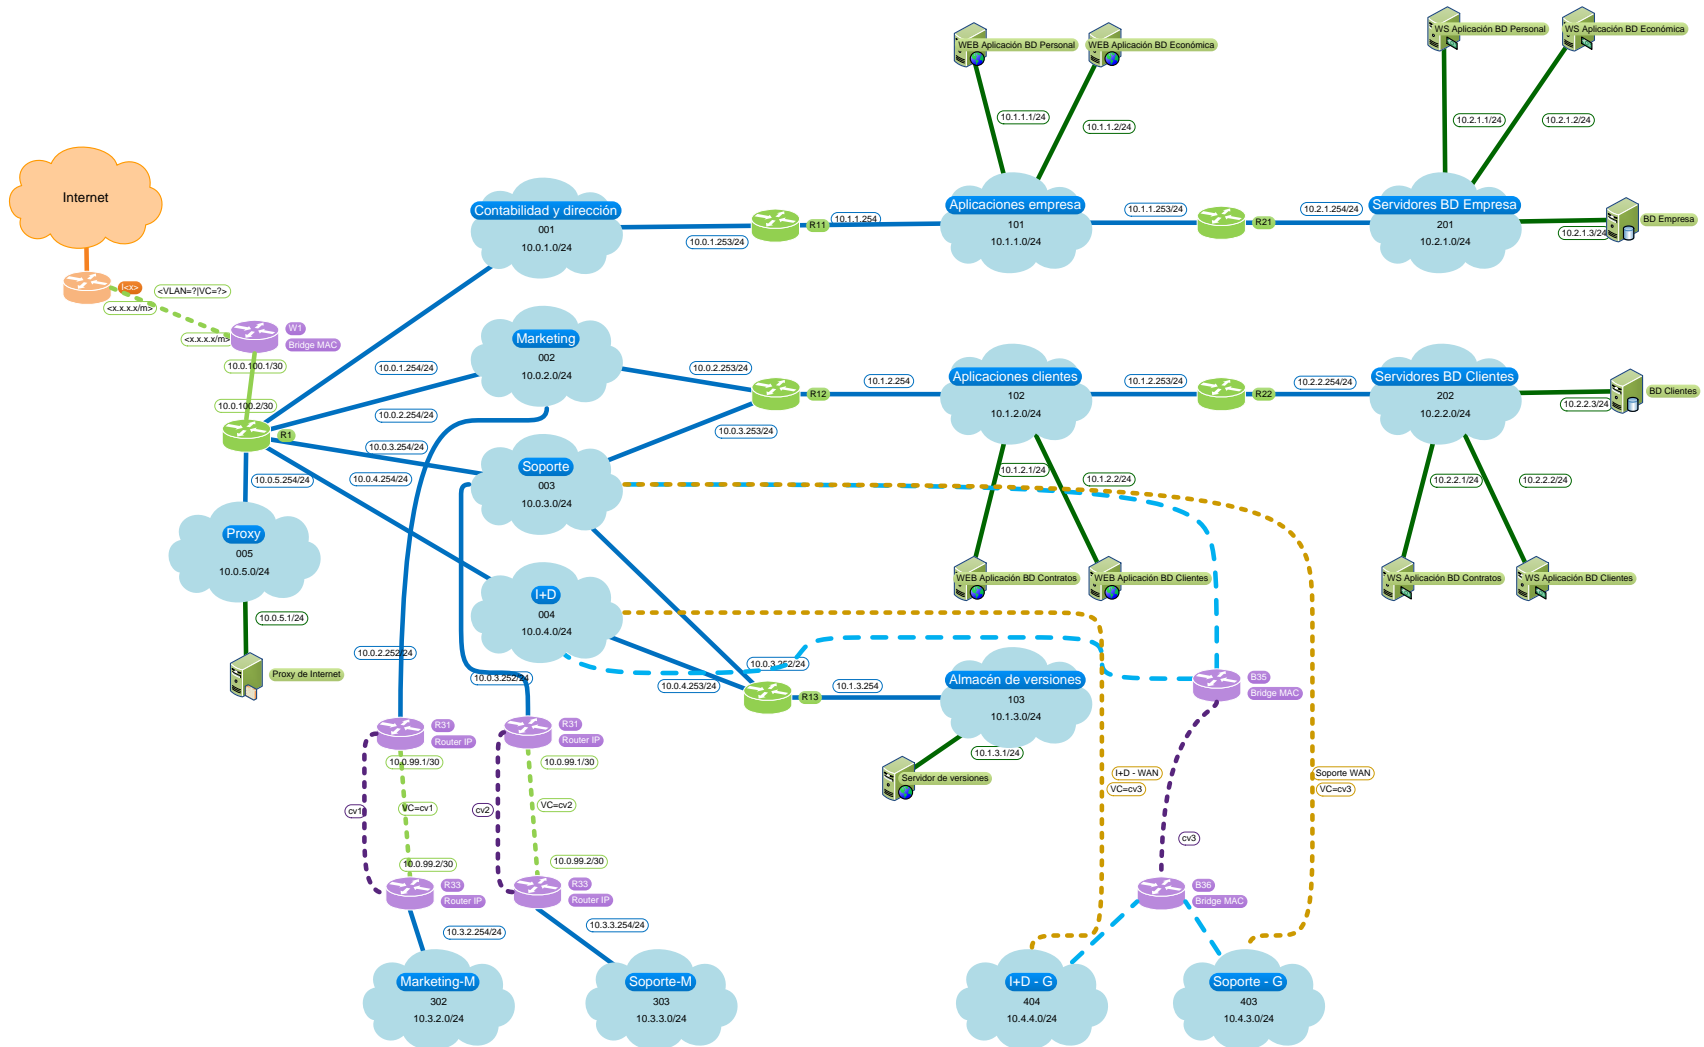 WEB Aplicación BD Personal
WEB Aplicación BD Económica
WS Aplicación BD Personal
WS Aplicación BD Económica
10.1.1.1/24
10.1.1.2/24
10.2.1.1/24
10.2.1.2/24
Internet
Contabilidad y dirección
001
10.0.1.0/24
10.0.1.253/24
R11
10.1.1.254
Aplicaciones empresa
101
10.1.1.0/24
10.1.1.253/24
R21
10.2.1.254/24
Servidores BD Empresa
201
10.2.1.0/24
10.2.1.3/24
BD Empresa
I<x>
<VLAN=?|VC=?>
<x.x.x.x/m>
<x.x.x.x/m>
W1
Bridge MAC
10.0.100.1/30
10.0.100.2/30
R1
10.0.1.254/24
10.0.2.254/24
10.0.3.254/24
10.0.4.254/24
10.0.5.254/24
Marketing
002
10.0.2.0/24
10.0.2.253/24
R12
10.0.3.253/24
10.1.2.254
Aplicaciones clientes
102
10.1.2.0/24
10.1.2.253/24
R22
10.2.2.254/24
Servidores BD Clientes
202
10.2.2.0/24
10.2.2.3/24
BD Clientes
Soporte
003
10.0.3.0/24
10.1.2.1/24
10.1.2.2/24
10.2.2.1/24
10.2.2.2/24
Proxy
005
10.0.5.0/24
10.0.5.1/24
Proxy de Internet
I+D
004
10.0.4.0/24
WEB Aplicación BD Contratos
WEB Aplicación BD Clientes
WS Aplicación BD Contratos
WS Aplicación BD Clientes
10.0.2.252/24
10.0.3.252/24
10.0.3.252/24
10.0.4.253/24
R13
10.1.3.254
Almacén de versiones
103
10.1.3.0/24
10.1.3.1/24
Servidor de versiones
B35
Bridge MAC
R31
Router IP
10.0.99.1/30
R31
Router IP
10.0.99.1/30
cv1
VC=cv1
cv2
VC=cv2
I+D - WAN
VC=cv3
Soporte WAN
VC=cv3
cv3
10.0.99.2/30
R33
Router IP
10.0.99.2/30
R33
Router IP
B36
Bridge MAC
10.3.2.254/24
10.3.3.254/24
Marketing-M
302
10.3.2.0/24
Soporte-M
303
10.3.3.0/24
I+D - G
404
10.4.4.0/24
Soporte - G
403
10.4.3.0/24